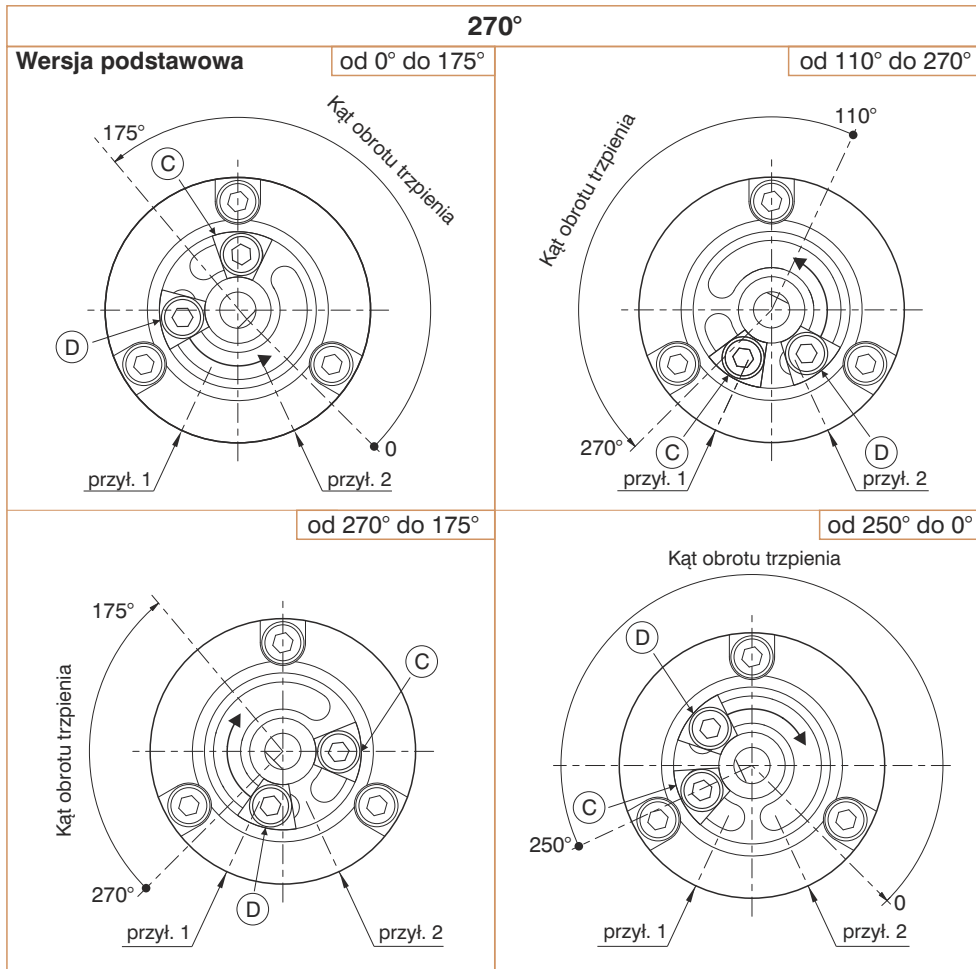 270°
Wersja podstawowa
od 0° do 175°
175°
Kąt obrotu trzpienia
C
D
0
przył. 1
przył. 2
od 110° do 270°
110°
Kąt obrotu trzpienia
270°
C
D
przył. 1
przył. 2
od 270° do 175°
175°
C
Kąt obrotu trzpienia
270°
D
przył. 1
przył. 2
od 250° do 0°
Kąt obrotu trzpienia
D
C
250°
0
przył. 1
przył. 2